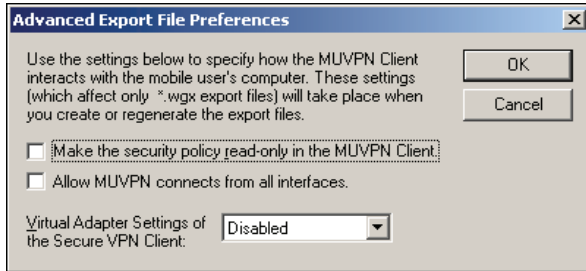 Advanced Export File Preferences
Use the settings below to specify how the MUVPN Client
interacts with the mobile user's computer. These settings
(which affect only *.wgx export files) will take place when
you create or regenerate the export files.
OK
Cancel
Make the security policy read-only in the MUVPN Client.
Allow MUVPN connects from all interfaces.
Virtual Adapter Settings of
the Secure VPN Client:
Disabled